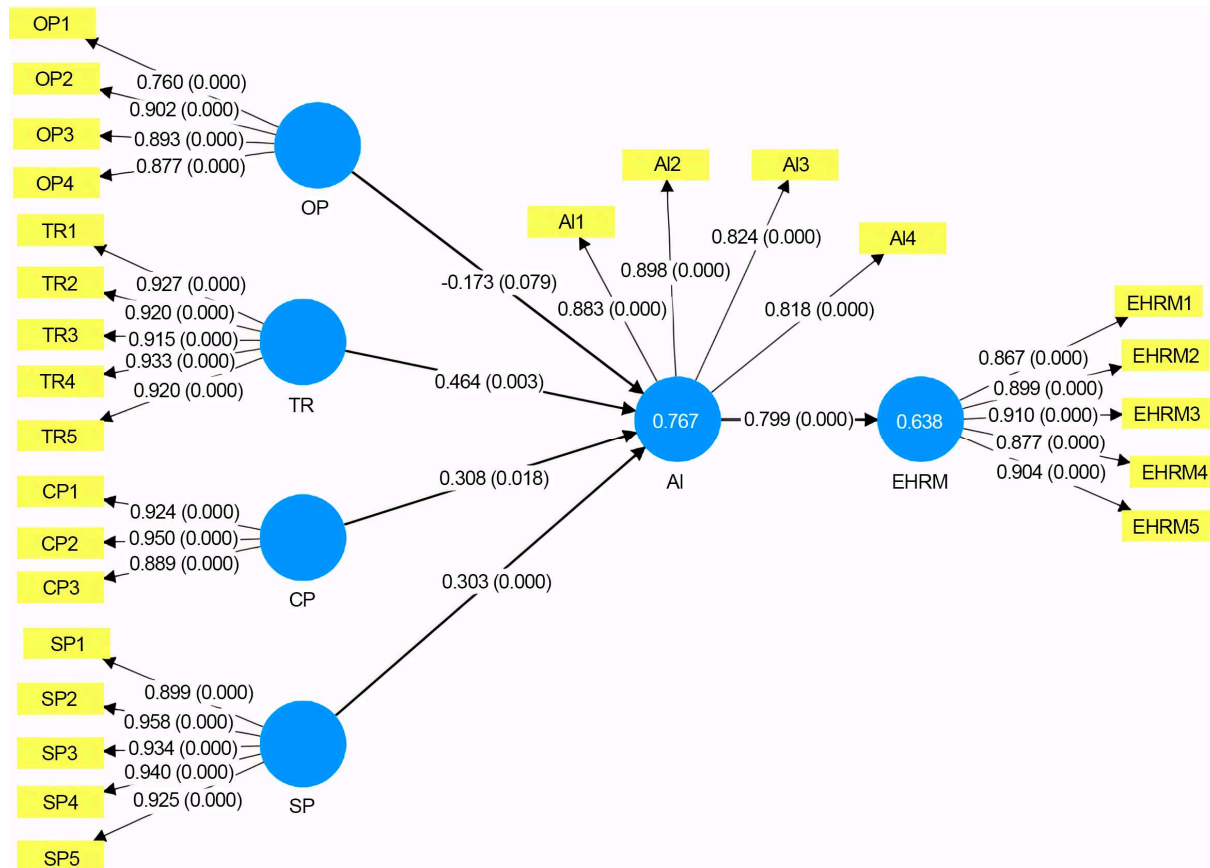 OP1
0.760 (0.000)
OP2
0.902 (0.000)
OP3
0.893 (0.000)
OP4
0.877 (0.000)
OP
TR1
0.927 (0.000)
TR2
0.920 (0.000)
TR3
0.915 (0.000)
TR4
0.933 (0.000)
TR5
0.920 (0.000)
TR
CP1
0.924 (0.000)
CP2
0.950 (0.000)
CP3
0.889 (0.000)
CP
SP1
0.899 (0.000)
SP2
0.958 (0.000)
SP3
0.934 (0.000)
SP4
0.940 (0.000)
SP5
0.925 (0.000)
SP
-0.173 (0.079)
0.464 (0.003)
0.308 (0.018)
0.303 (0.000)
AI1
0.883 (0.000)
AI2
0.898 (0.000)
AI3
0.824 (0.000)
AI4
0.818 (0.000)
0.767
AI
0.799 (0.000)
0.638
EHRM
EHRM1
0.867 (0.000)
EHRM2
0.899 (0.000)
EHRM3
0.910 (0.000)
EHRM4
0.877 (0.000)
EHRM5
0.904 (0.000)